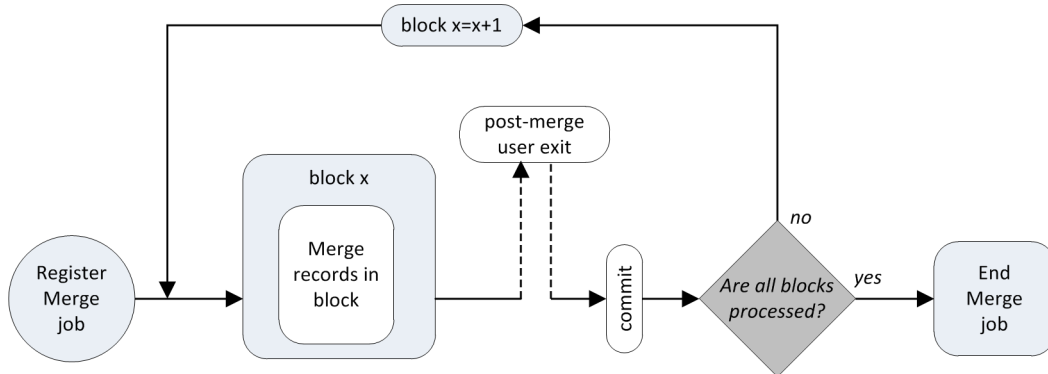 block x=x+1
post-merge
user exit
block x
Merge
records in
block
Register
Merge
job
commit
no
Are all blocks
processed?
yes
End
Merge
job